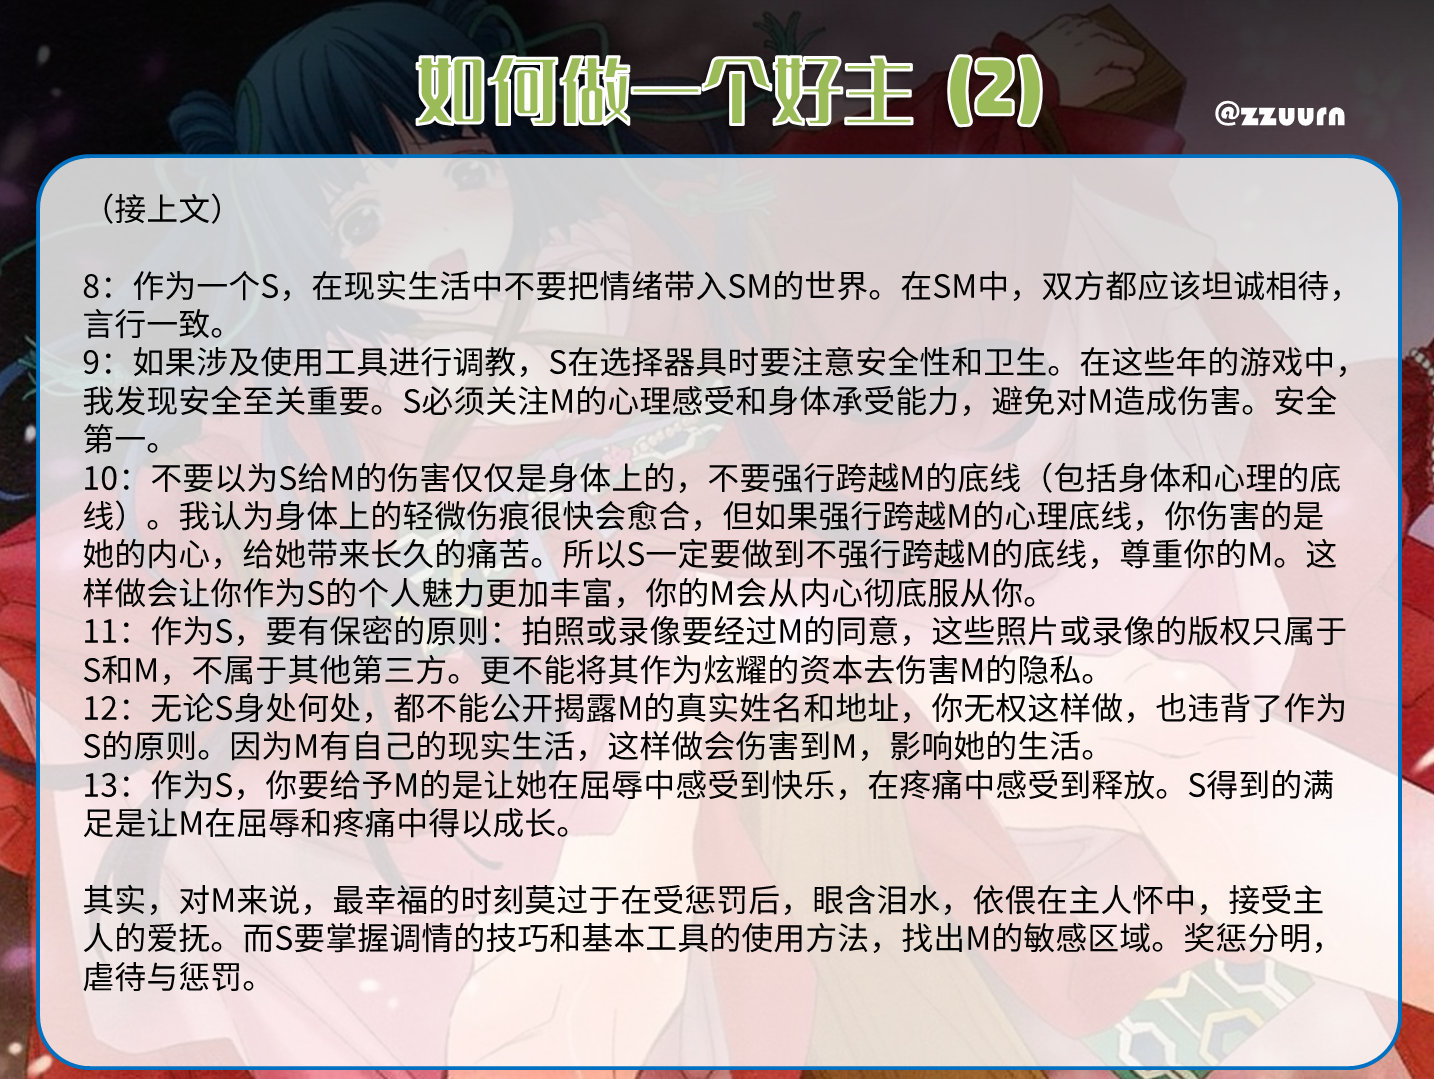 如何做一个好主 (2)
@zzuurn
（接上文）
8：作为一个S，在现实生活中不要把情绪带入SM的世界。在SM中，双方都应该坦诚相待，
言行一致。
9：如果涉及使用工具进行调教，S在选择器具时要注意安全性和卫生。在这些年的游戏中，
我发现安全至关重要。S必须关注M的心理感受和身体承受能力，避免对M造成伤害。安全
第一。
10：不要以为S给M的伤害仅仅是身体上的，不要强行跨越M的底线（包括身体和心理的底
线）。我认为身体上的轻微伤痕很快会愈合，但如果强行跨越M的心理底线，你伤害的是
她的内心，给她带来长久的痛苦。所以S一定要做到不强行跨越M的底线，尊重你的M。这
样做会让你作为S的个人魅力更加丰富，你的M会从内心彻底服从你。
11：作为S，要有保密的原则：拍照或录像要经过M的同意，这些照片或录像的版权只属于
S和M，不属于其他第三方。更不能将其作为炫耀的资本去伤害M的隐私。
12：无论S身处何处，都不能公开揭露M的真实姓名和地址，你无权这样做，也违背了作为
S的原则。因为M有自己的现实生活，这样做会伤害到M，影响她的生活。
13：作为S，你要给予M的是让她在屈辱中感受到快乐，在疼痛中感受到释放。S得到的满
足是让M在屈辱和疼痛中得以成长。
其实，对M来说，最幸福的时刻莫过于在受惩罚后，眼含泪水，依偎在主人怀中，接受主
人的爱抚。而S要掌握调情的技巧和基本工具的使用方法，找出M的敏感区域。奖惩分明，
虐待与惩罚。